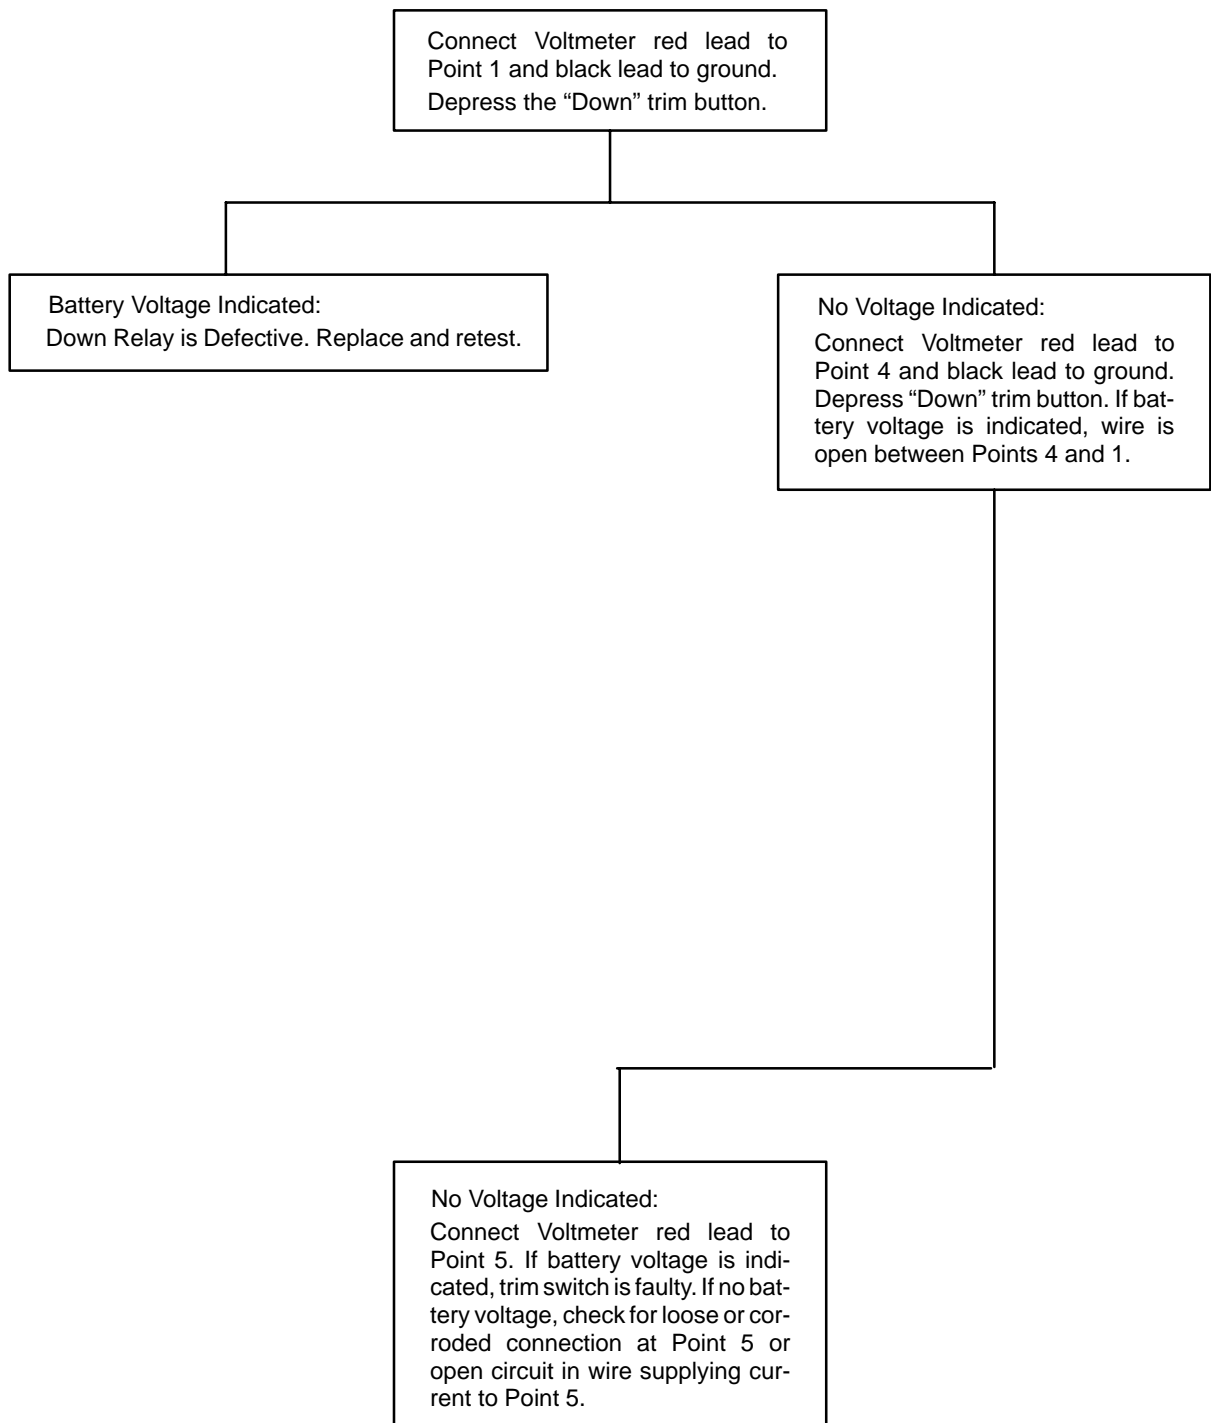 Connect Voltmeter red lead to
Point 1 and black lead to ground.
Depress the “Down” trim button.
Battery Voltage Indicated:
Down Relay is Defective. Replace and retest.
No Voltage Indicated:
Connect Voltmeter red lead to
Point 4 and black lead to ground.
Depress “Down” trim button. If bat-
tery voltage is indicated, wire is
open between Points 4 and 1.
No Voltage Indicated:
Connect Voltmeter red lead to
Point 5. If battery voltage is indi-
cated, trim switch is faulty. If no bat-
tery voltage, check for loose or cor-
roded connection at Point 5 or
open circuit in wire supplying cur-
rent to Point 5.